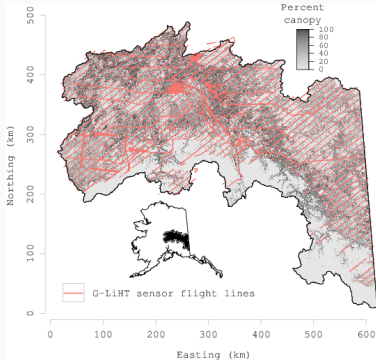 Percent
canopy
100
80
60
40
20
0
500
400
300
200
100
0
Northing (km)
G-LiHT sensor flight lines
0 100 200 300 400 500 600
Easting (km)